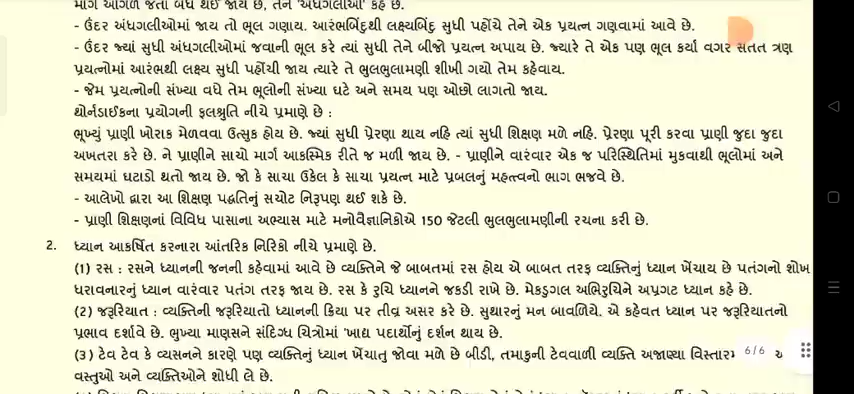 માર્ગ આગળ જતાં બંધ થઈ જાય છે, તેને 'અંધગલીઓ' કહે છે.
- ઉંદર અંધગલીઓમાં જાય તો ભૂલ ગણાય. આરંભબિંદુથી લક્ષ્યબિંદુ સુધી પહોંચે તેને એક પ્રયત્ન ગણવામાં આવે છે.
- ઉંદર જ્યાં સુધી અંધગલીઓમાં જવાની ભૂલ કરે ત્યાં સુધી તેને બીજો પ્રયત્ન અપાય છે. જ્યારે તે એક પણ ભૂલ કર્યા વગર સતત ત્રણ
પ્રયત્નોમાં આરંભથી લક્ષ્ય સુધી પહોંચી જાય ત્યારે તે ભુલભુલામણી શીખી ગયો તેમ કહેવાય.
- જેમ પ્રયત્નોની સંખ્યા વધે તેમ ભૂલોની સંખ્યા ઘટે અને સમય પણ ઓછો લાગતો જાય.
થોર્નડાઈકના પ્રયોગની ફલશ્રુતિ નીચે પ્રમાણે છે :
ભૂખ્યું પ્રાણી ખોરાક મેળવવા ઉત્સુક હોય છે. જ્યાં સુધી પ્રેરણા થાય નહિ ત્યાં સુધી શિક્ષણ મળે નહિ. પ્રેરણા પૂરી કરવા પ્રાણી જુદા જુદા
અખતરા કરે છે. ને પ્રાણીને સાચો માર્ગ આકસ્મિક રીતે જ મળી જાય છે. - પ્રાણીને વારંવાર એક જ પરિસ્થિતિમાં મુકવાથી ભૂલોમાં અને
સમયમાં ઘટાડો થતો જાય છે. જો કે સાચા ઉકેલ કે સાચા પ્રયત્ન માટે પ્રબલનું મહત્ત્વનો ભાગ ભજવે છે.
- આલેખો દ્વારા આ શિક્ષણ પદ્ધતિનું સચોટ નિરૂપણ થઈ શકે છે.
- પ્રાણી શિક્ષણનાં વિવિધ પાસાના અભ્યાસ માટે મનોવૈજ્ઞાનિકોએ 150 જેટલી ભુલભુલામણીની રચના કરી છે.
2. ધ્યાન આકર્ષિત કરનારા આંતરિક નિરિકો નીચે પ્રમાણે છે.
(1) રસ : રસને ધ્યાનની જનની કહેવામાં આવે છે વ્યક્તિને જે બાબતમાં રસ હોય એ બાબત તરફ વ્યક્તિનું ધ્યાન ખેંચાય છે પતંગનો શોખ
ધરાવનારનું ધ્યાન વારંવાર પતંગ તરફ જાય છે. રસ કે રુચિ ધ્યાનને જકડી રાખે છે. મેકડુગલ અભિરુચિને અપ્રગટ ધ્યાન કહે છે.
(2) જરૂરિયાત : વ્યક્તિની જરૂરિયાતો ધ્યાનની ક્રિયા પર તીવ્ર અસર કરે છે. સુથારનું મન બાવળિયે. એ કહેવત ધ્યાન પર જરૂરિયાતનો
પ્રભાવ દર્શાવે છે. ભુખ્યા માણસને સંદિગ્ધ ચિત્રોમાં 'ખાદ્ય પદાર્થોનું દર્શન થાય છે.
(3) ટેવ ટેવ કે વ્યસનને કારણે પણ વ્યક્તિનું ધ્યાન ખેંચાતુ જોવા મળે છે બીડી, તમાકુની ટેવવાળી વ્યક્તિ અજાણ્યા
6/6
વસ્તુઓ અને વ્યક્તિઓને શોધી લે છે.